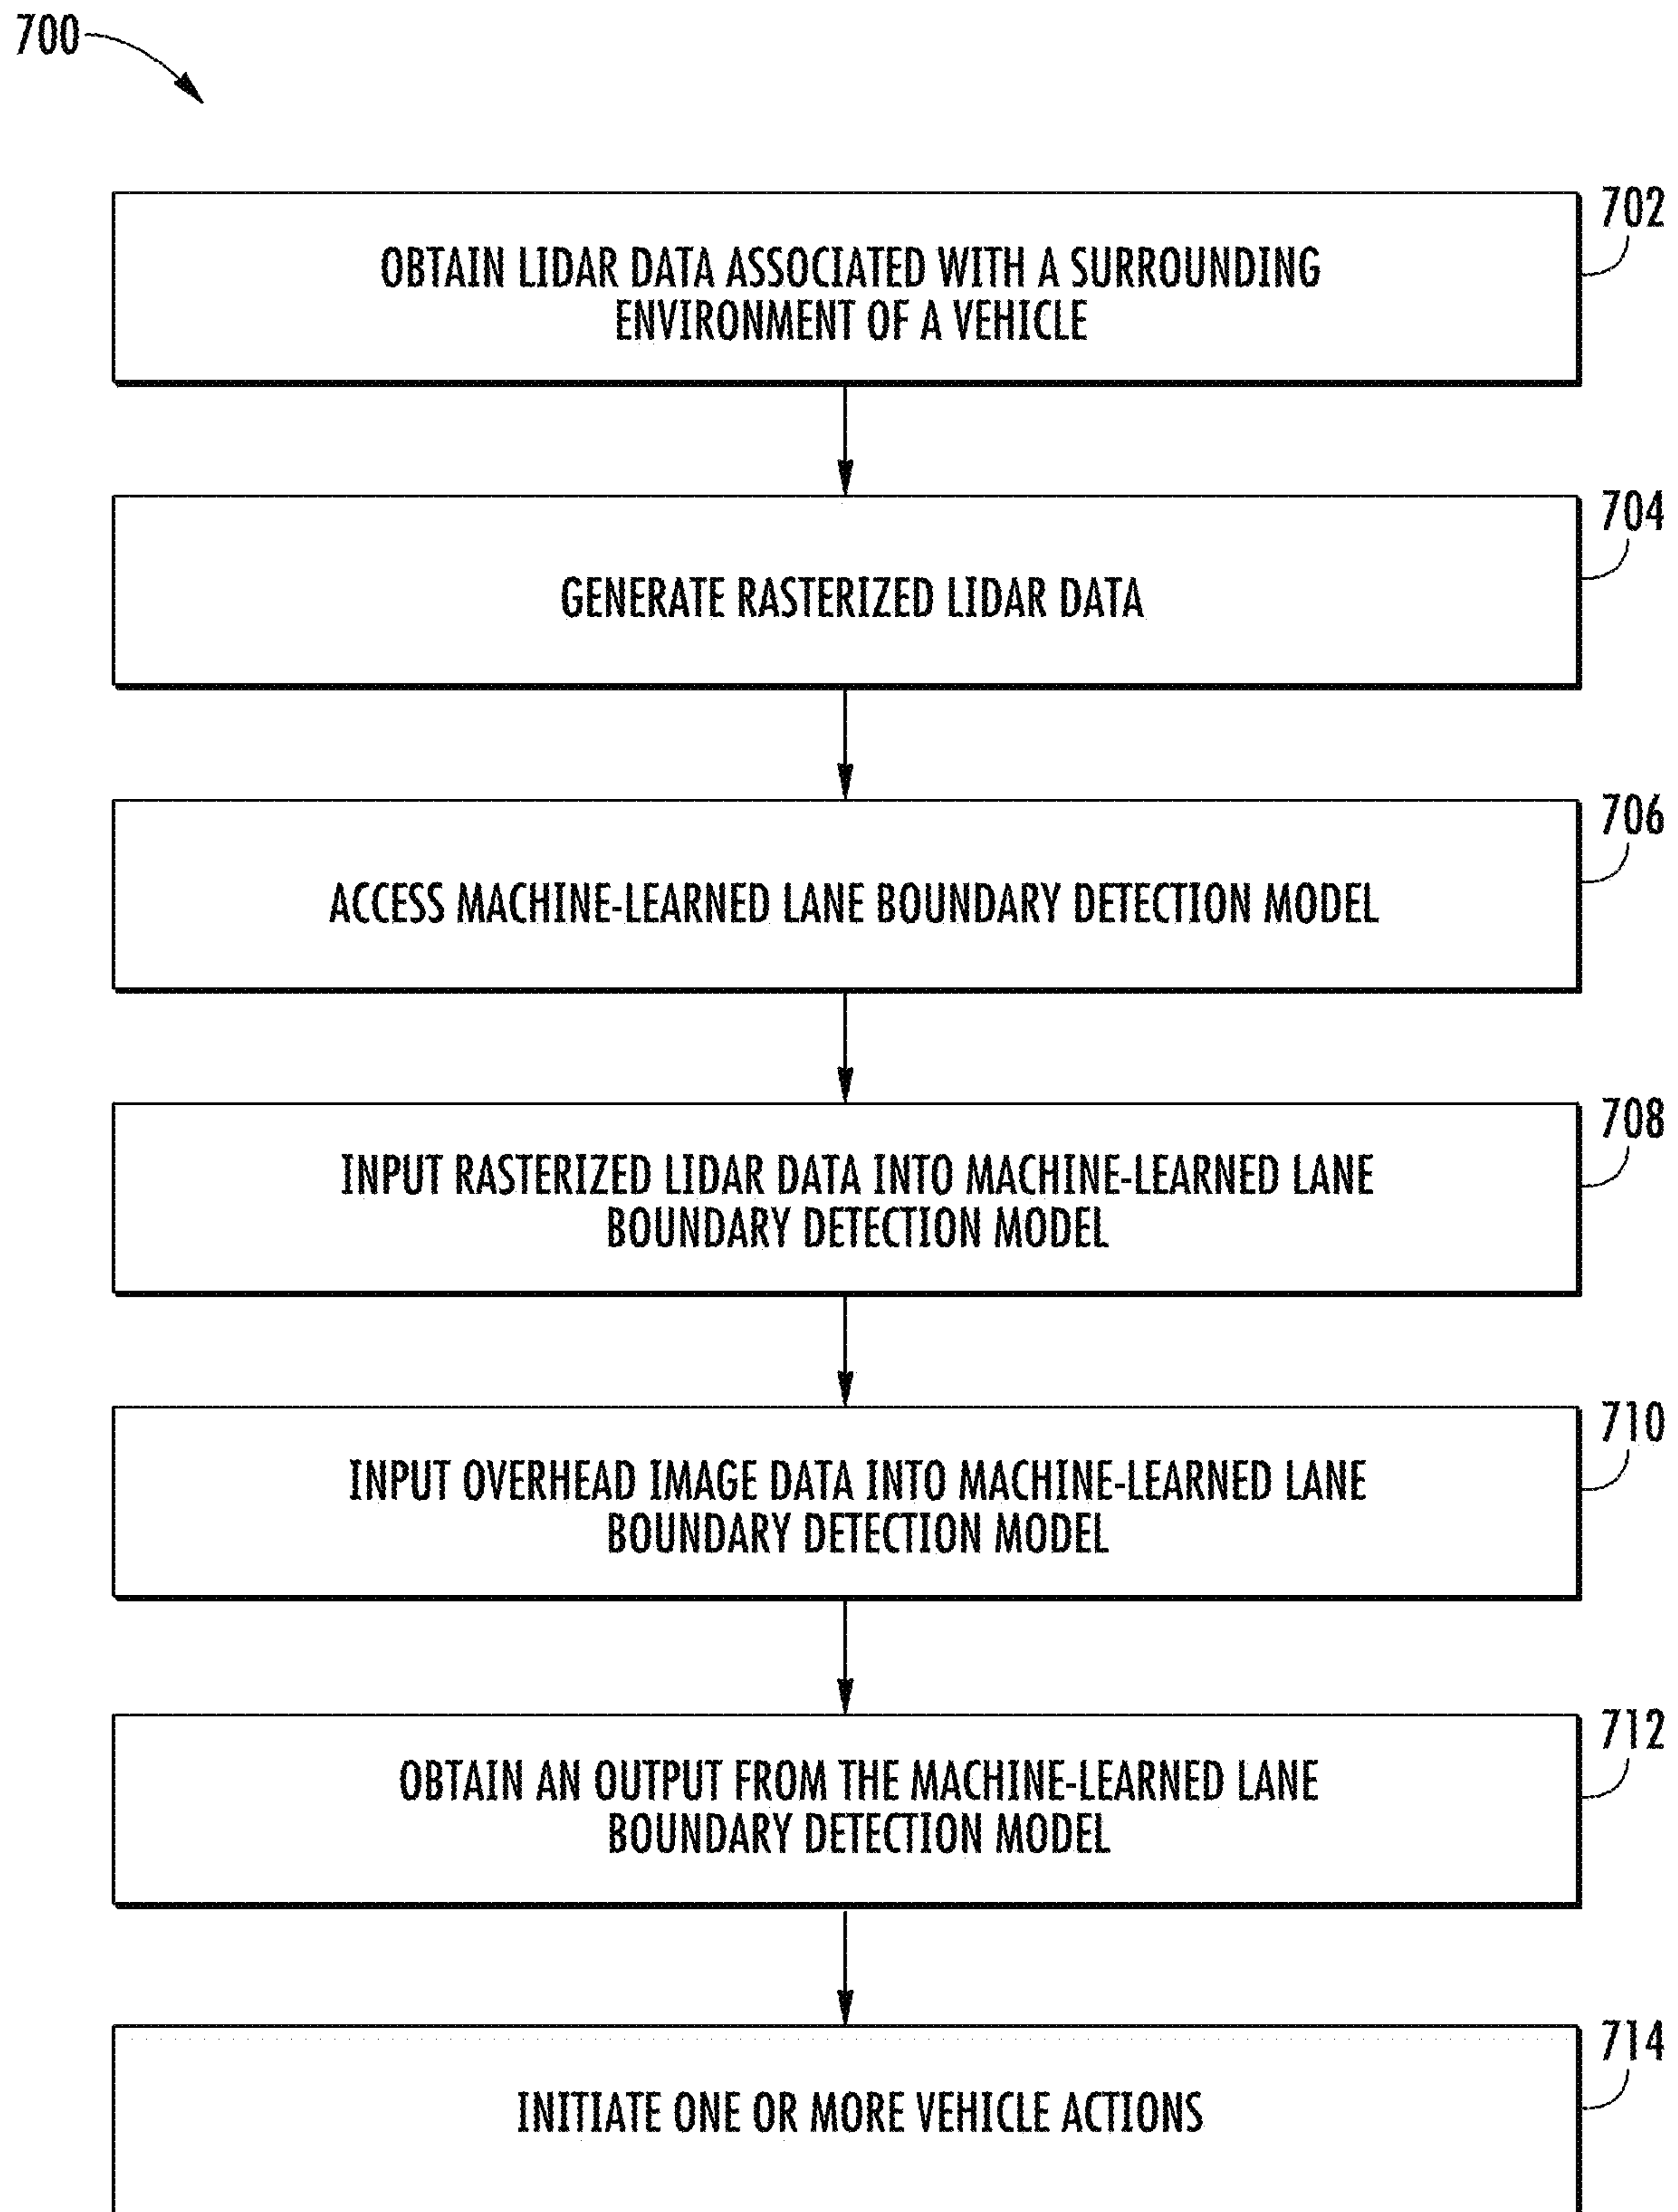 700
702
OBTAIN LIDAR DATA ASSOCIATED WITH A SURROUNDING
ENVIRONMENT OF A VEHICLE
704
GENERATE RASTERIZED LIDAR DATA
706
ACCESS MACHINE-LEARNED LANE BOUNDARY DETECTION MODEL
708
INPUT RASTERIZED LIDAR DATA INTO MACHINE-LEARNED LANE
BOUNDARY DETECTION MODEL
710
INPUT OVERHEAD IMAGE DATA INTO MACHINE-LEARNED LANE
BOUNDARY DETECTION MODEL
712
OBTAIN AN OUTPUT FROM THE MACHINE-LEARNED LANE
BOUNDARY DETECTION MODEL
714
INITIATE ONE OR MORE VEHICLE ACTIONS